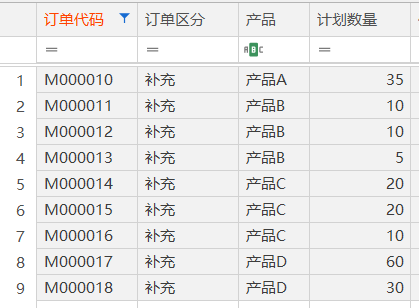 订单代码 订单区分 产品 计划数量
= = ABC =
1 M000010 补充 产品A 35
2 M000011 补充 产品B 10
3 M000012 补充 产品B 10
4 M000013 补充 产品B 5
5 M000014 补充 产品C 20
6 M000015 补充 产品C 20
7 M000016 补充 产品C 10
8 M000017 补充 产品D 60
9 M000018 补充 产品D 30